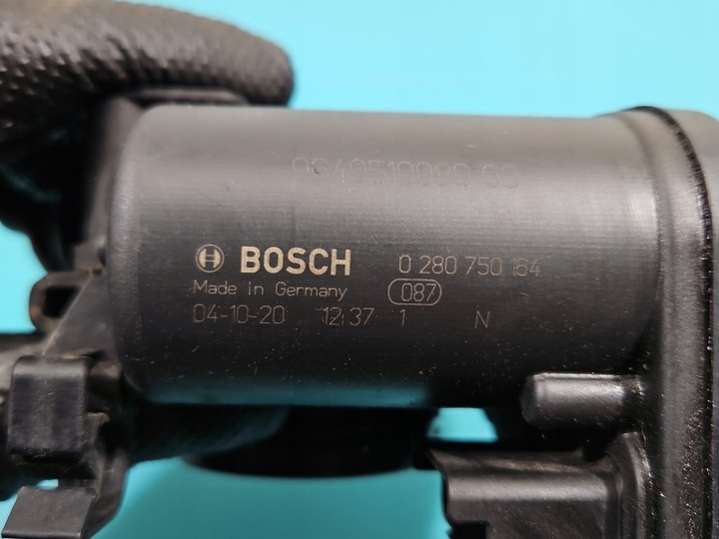 BOSCH 0 280 750 164
Made in Germany 087
04-10-20 12:37 1 N